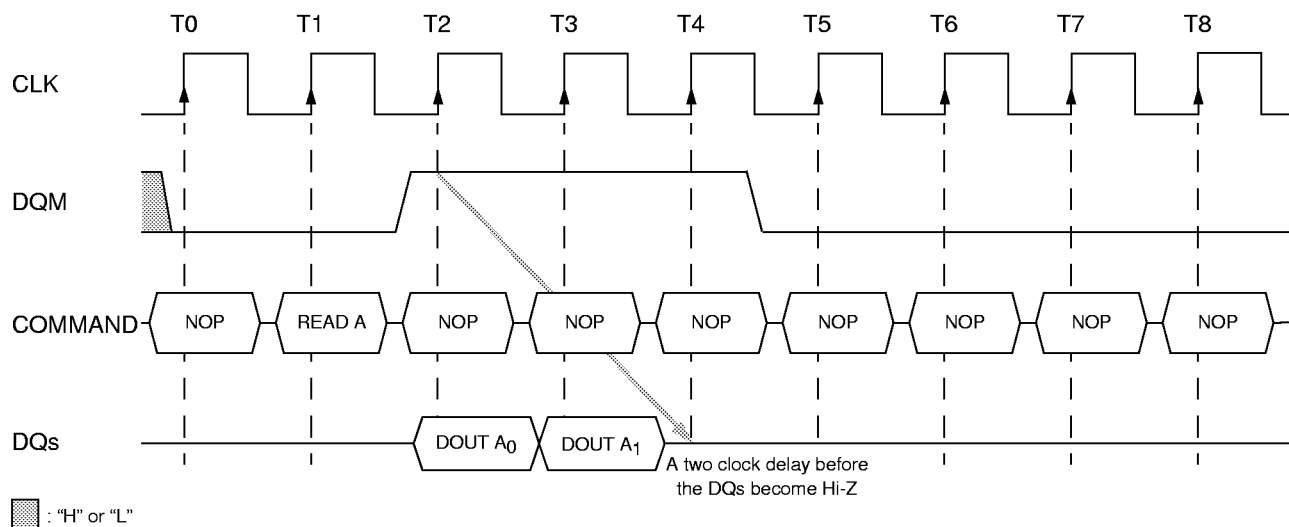 T0 T1 T2 T3 T4 T5 T6 T7 T8
CLK
DQM
COMMAND NOP READ A NOP NOP NOP NOP NOP NOP NOP
DQs DOUT A0 DOUT A1
A two clock delay before
the DQs become Hi-Z
: “H” or “L”